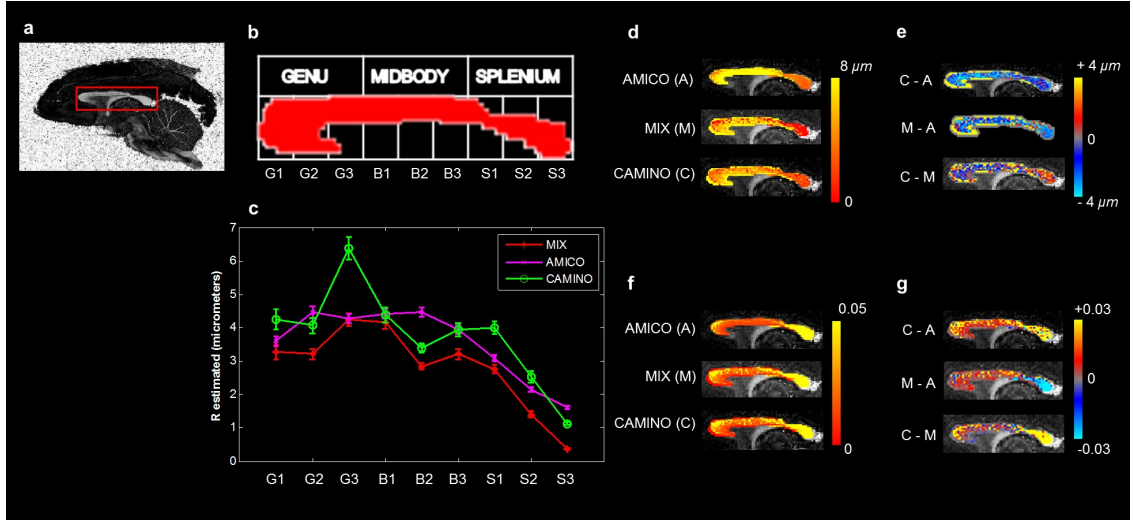 a
b
GENU MIDBODY SPLENIUM
G1 G2 G3 B1 B2 B3 S1 S2 S3
c
7
6
5
4
3
2
1
0
R estimated (micrometers)
MIX
AMICO
CAMINO
G1 G2 G3 B1 B2 B3 S1 S2 S3
d
8 µm
AMICO (A)
MIX (M)
CAMINO (C)
0
e
+ 4 µm
C - A
M - A
0
C - M
- 4 µm
f
0.05
AMICO (A)
MIX (M)
CAMINO (C)
0
g
+0.03
C - A
M - A
0
C - M
-0.03